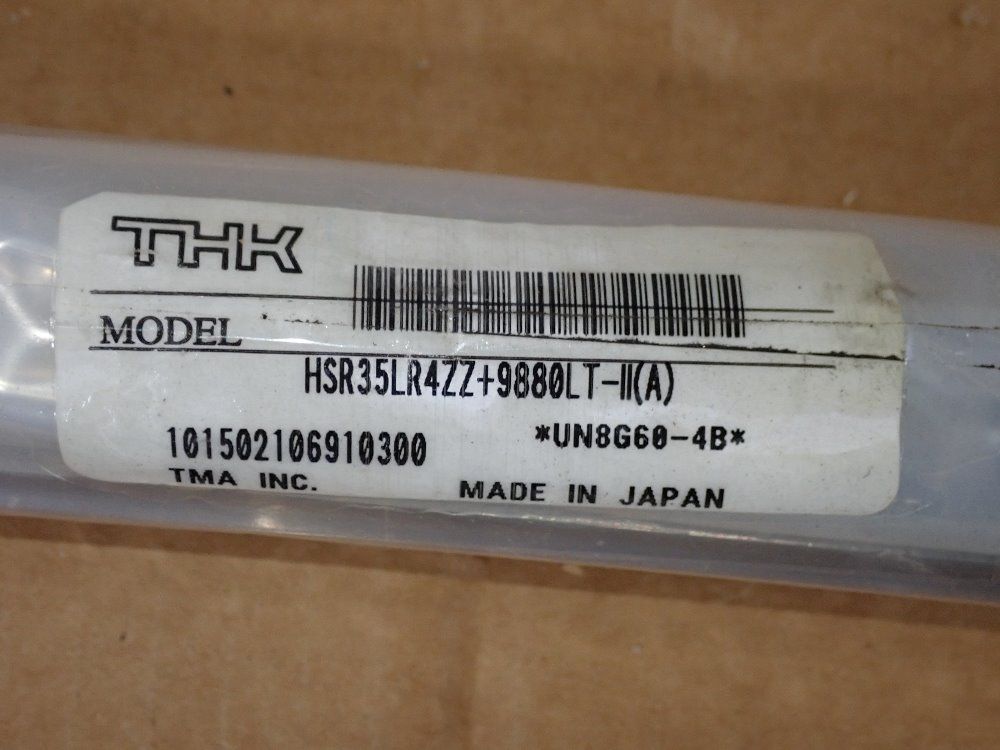 THK
MODEL
HSR35LR4ZZ+9880LT-II(A)
101502106910300 *UN8G60-4B*
TMA INC. MADE IN JAPAN